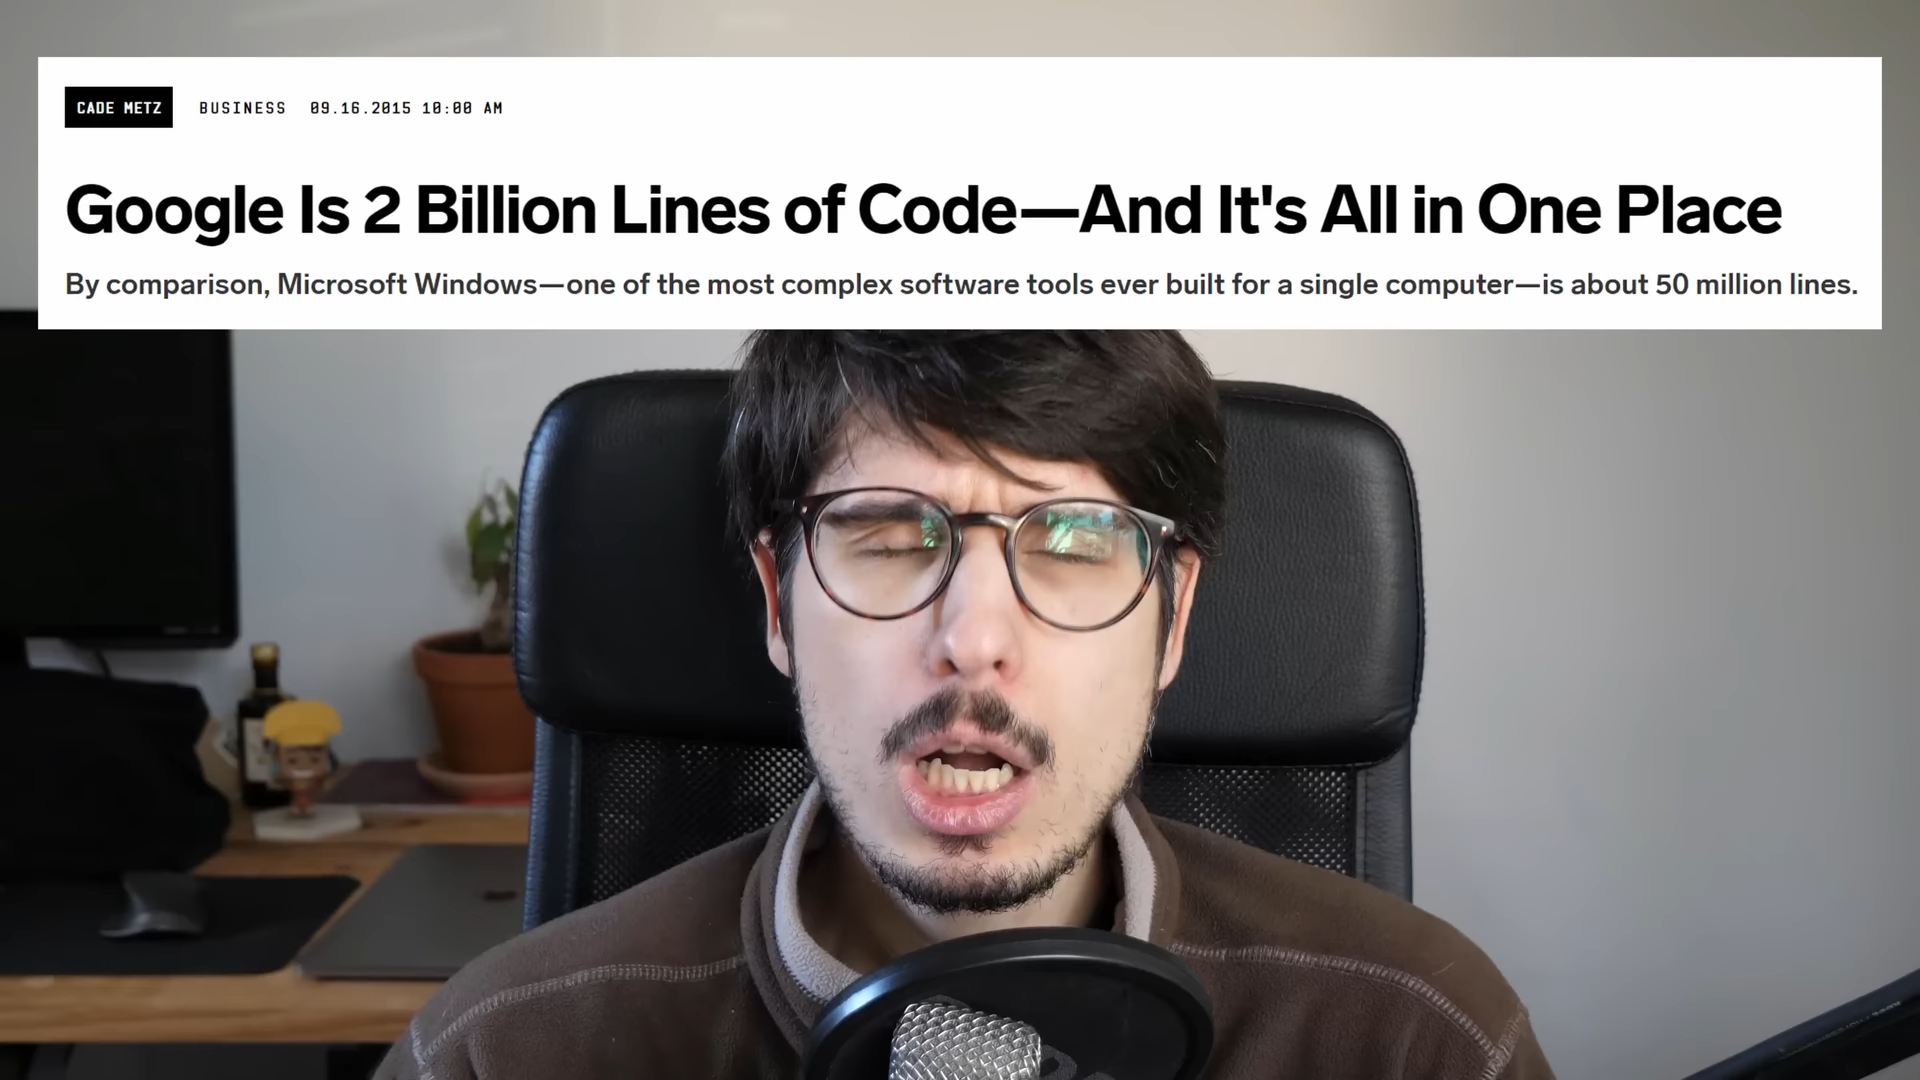 CADE METZ BUSINESS 09.16.2015 10:00 AM
Google Is 2 Billion Lines of Code—And It's All in One Place
By comparison, Microsoft Windows—one of the most complex software tools ever built for a single computer—is about 50 million lines.